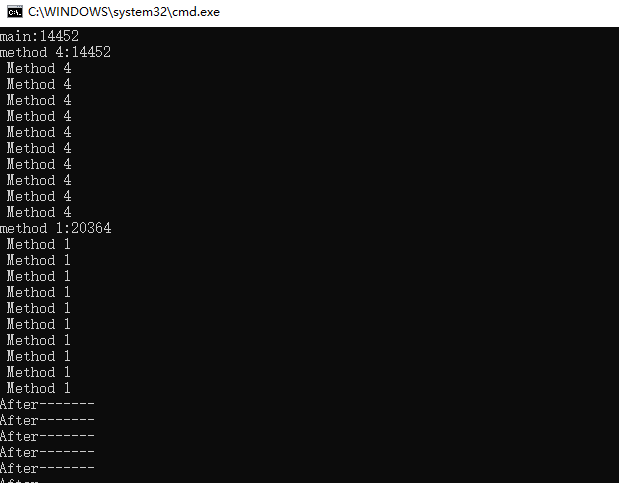 C:\WINDOWS\system32\cmd.exe
main:14452
method 4:14452
 Method 4
 Method 4
 Method 4
 Method 4
 Method 4
 Method 4
 Method 4
 Method 4
 Method 4
 Method 4
method 1:20364
 Method 1
 Method 1
 Method 1
 Method 1
 Method 1
 Method 1
 Method 1
 Method 1
 Method 1
 Method 1
After-------
After-------
After-------
After-------
After-------